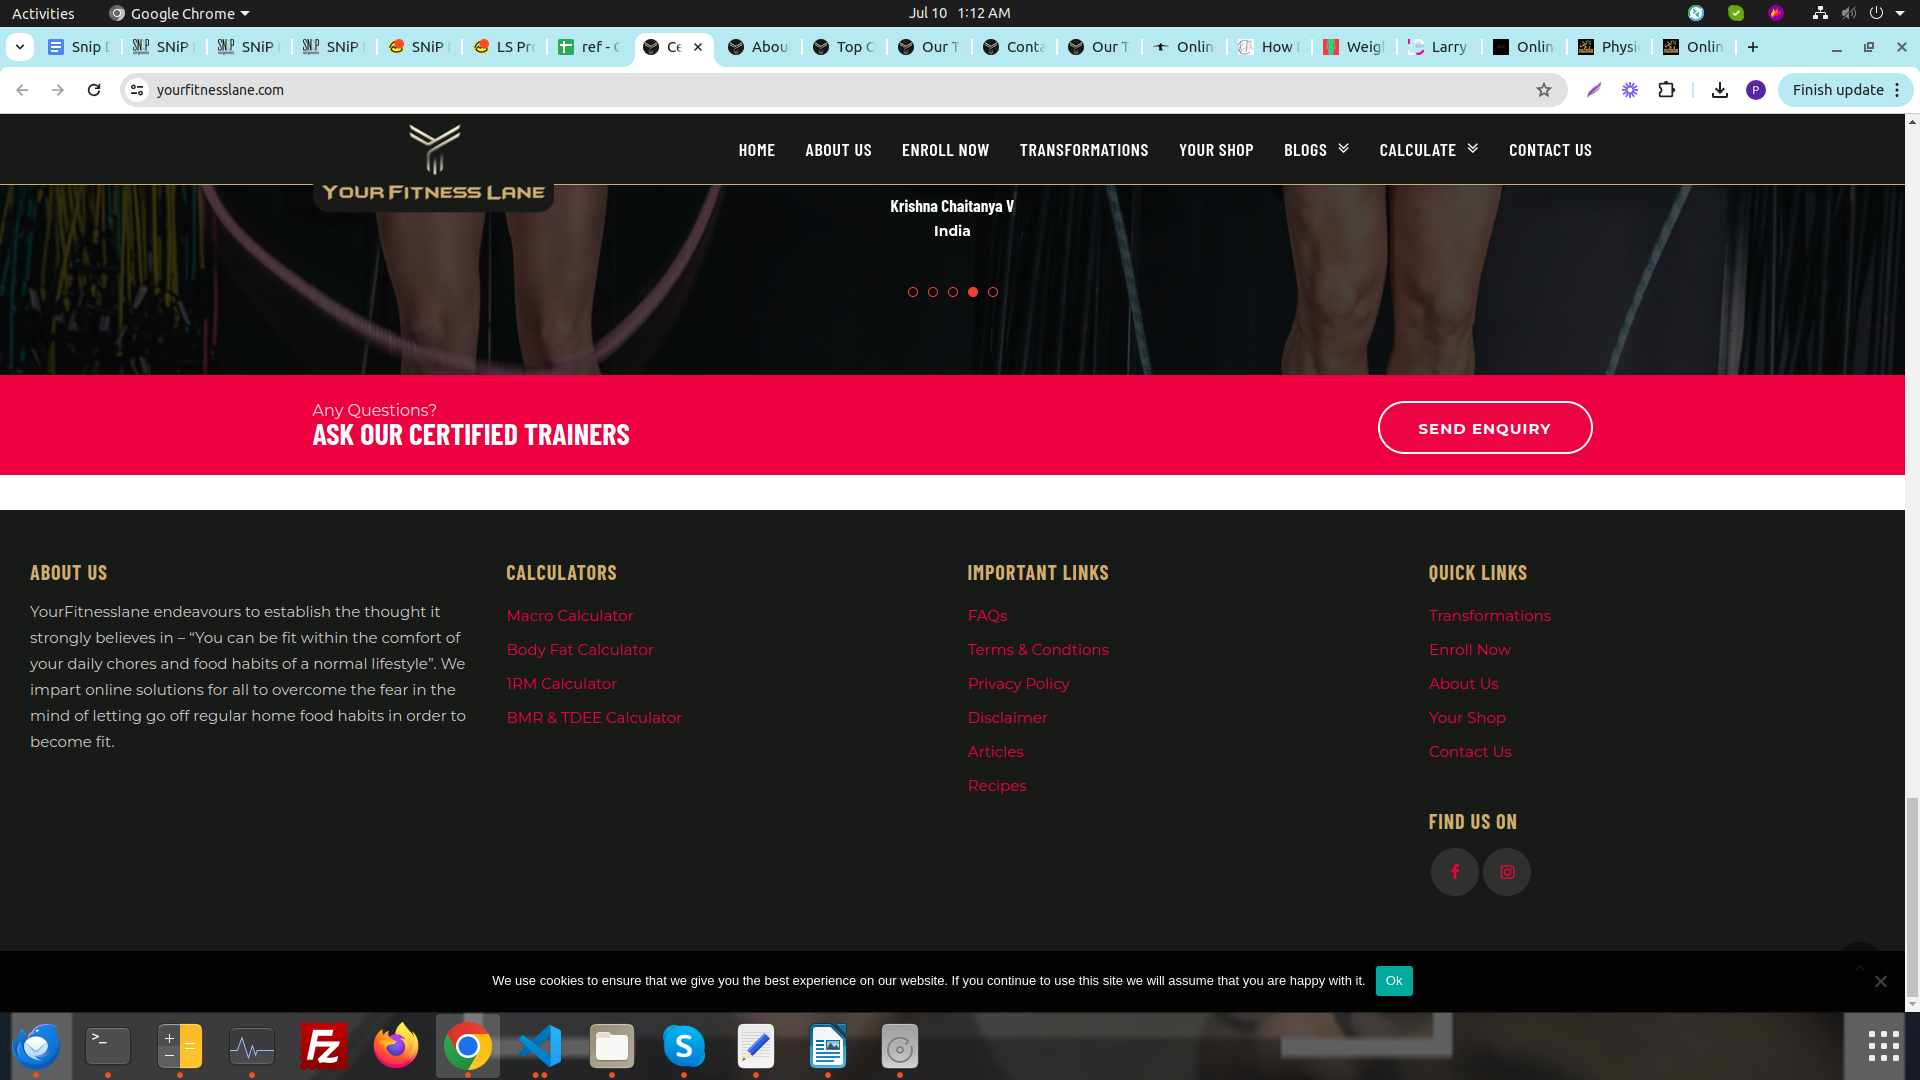 Activities
Google Chrome
Jul 10 1:12 AM
Snip
SNiP
SNiP
SNiP
SNiP
LS Pr
ref -
Ce
Abou
Top
Our T
Conta
Our T
Onlin
How
Weig
Larry
Onlin
Physi
Onlin
yourfitnesslane.com
P
Finish update
YOUR FITNESS LANE
HOME
ABOUT US
ENROLL NOW
TRANSFORMATIONS
YOUR SHOP
BLOGS
CALCULATE
CONTACT US
Krishna Chaitanya V
India
Any Questions?
ASK OUR CERTIFIED TRAINERS
SEND ENQUIRY
ABOUT US
YourFitnesslane endeavours to establish the thought it
strongly believes in – “You can be fit within the comfort of
your daily chores and food habits of a normal lifestyle”. We
impart online solutions for all to overcome the fear in the
mind of letting go off regular home food habits in order to
become fit.
CALCULATORS
Macro Calculator
Body Fat Calculator
1RM Calculator
BMR & TDEE Calculator
IMPORTANT LINKS
FAQs
Terms & Condtions
Privacy Policy
Disclaimer
Articles
Recipes
QUICK LINKS
Transformations
Enroll Now
About Us
Your Shop
Contact Us
FIND US ON
We use cookies to ensure that we give you the best experience on our website. If you continue to use this site we will assume that you are happy with it.
Ok